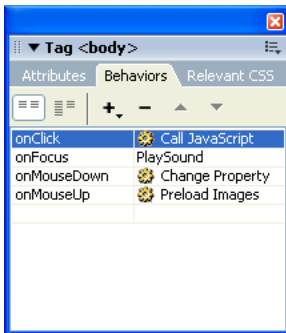 Tag <body>
Attributes Behaviors Relevant CSS
onClick Call JavaScript
onFocus PlaySound
onMouseDown Change Property
onMouseUp Preload Images